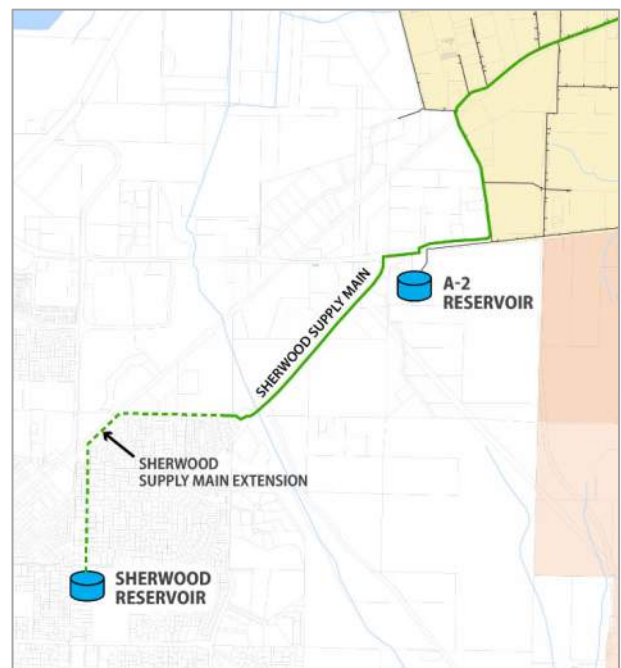 A-2
RESERVOIR
SHERWOOD SUPPLY MAIN
SHERWOOD
SUPPLY MAIN EXTENSION
SHERWOOD
RESERVOIR